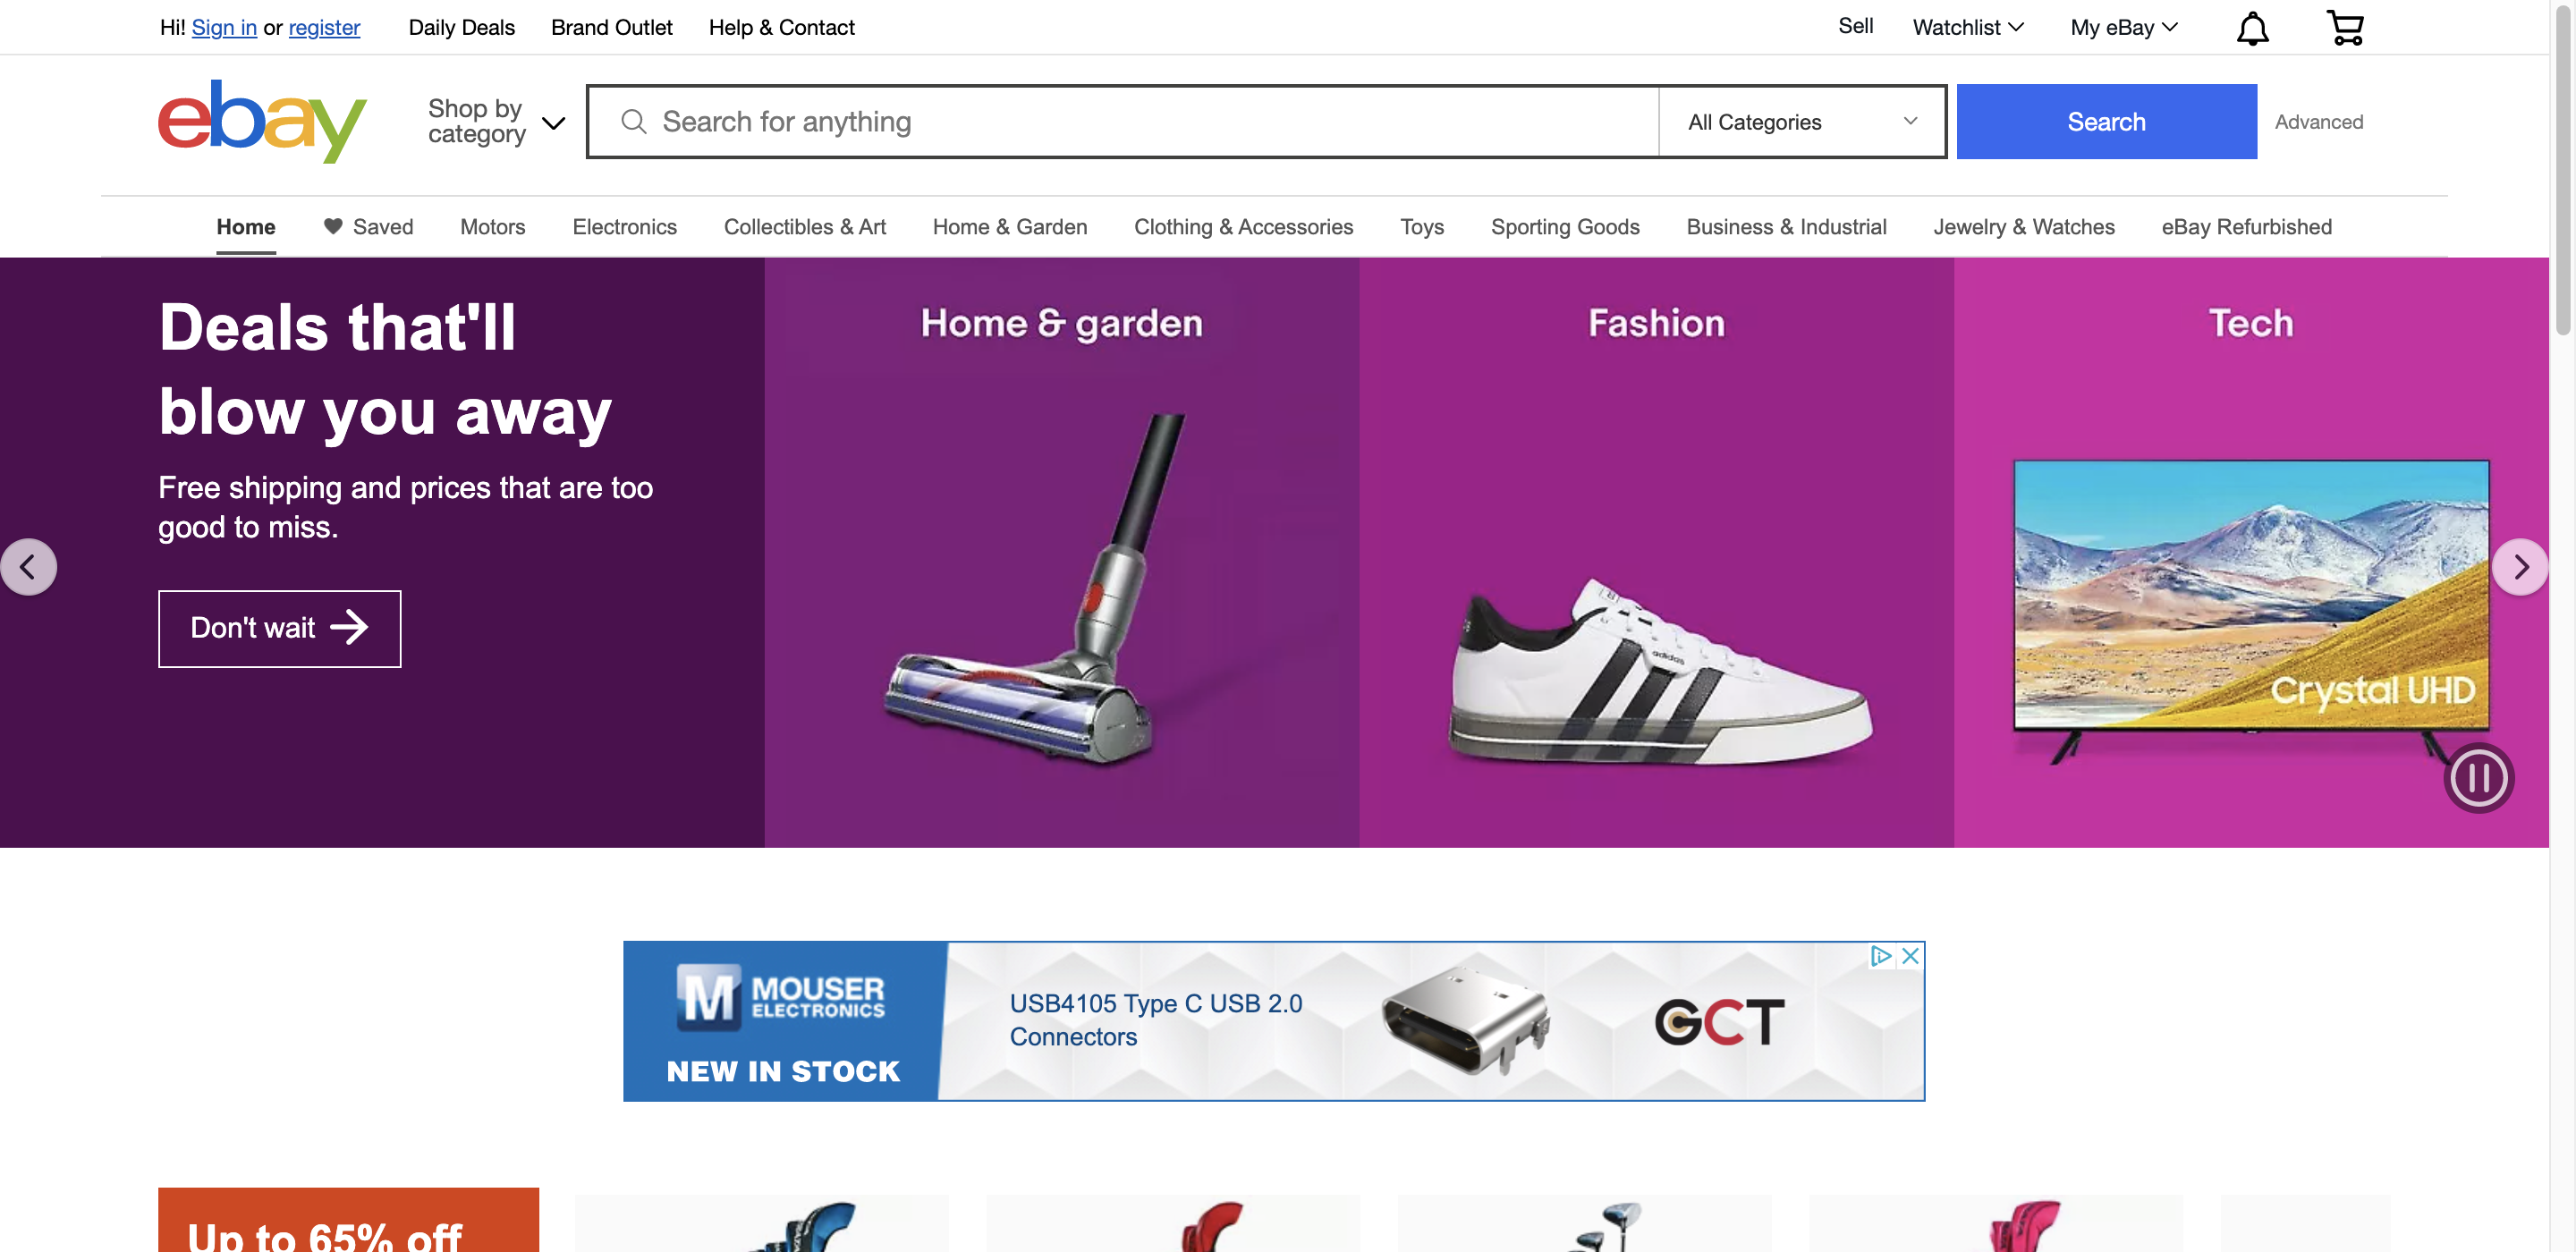 Hi! Sign in or register Daily Deals Brand Outlet Help & Contact Sell Watchlist My eBay
ebay
Shop by
category
Search for anything
All Categories
Search
Advanced
Home Saved Motors Electronics Collectibles & Art Home & Garden Clothing & Accessories Toys Sporting Goods Business & Industrial Jewelry & Watches eBay Refurbished
Deals that'll
blow you away
Free shipping and prices that are too
good to miss.
Don't wait
Home & garden
Fashion
adidas
Tech
Crystal UHD
M MOUSER
ELECTRONICS
NEW IN STOCK
USB4105 Type C USB 2.0
Connectors
GCT
Up to 65% off